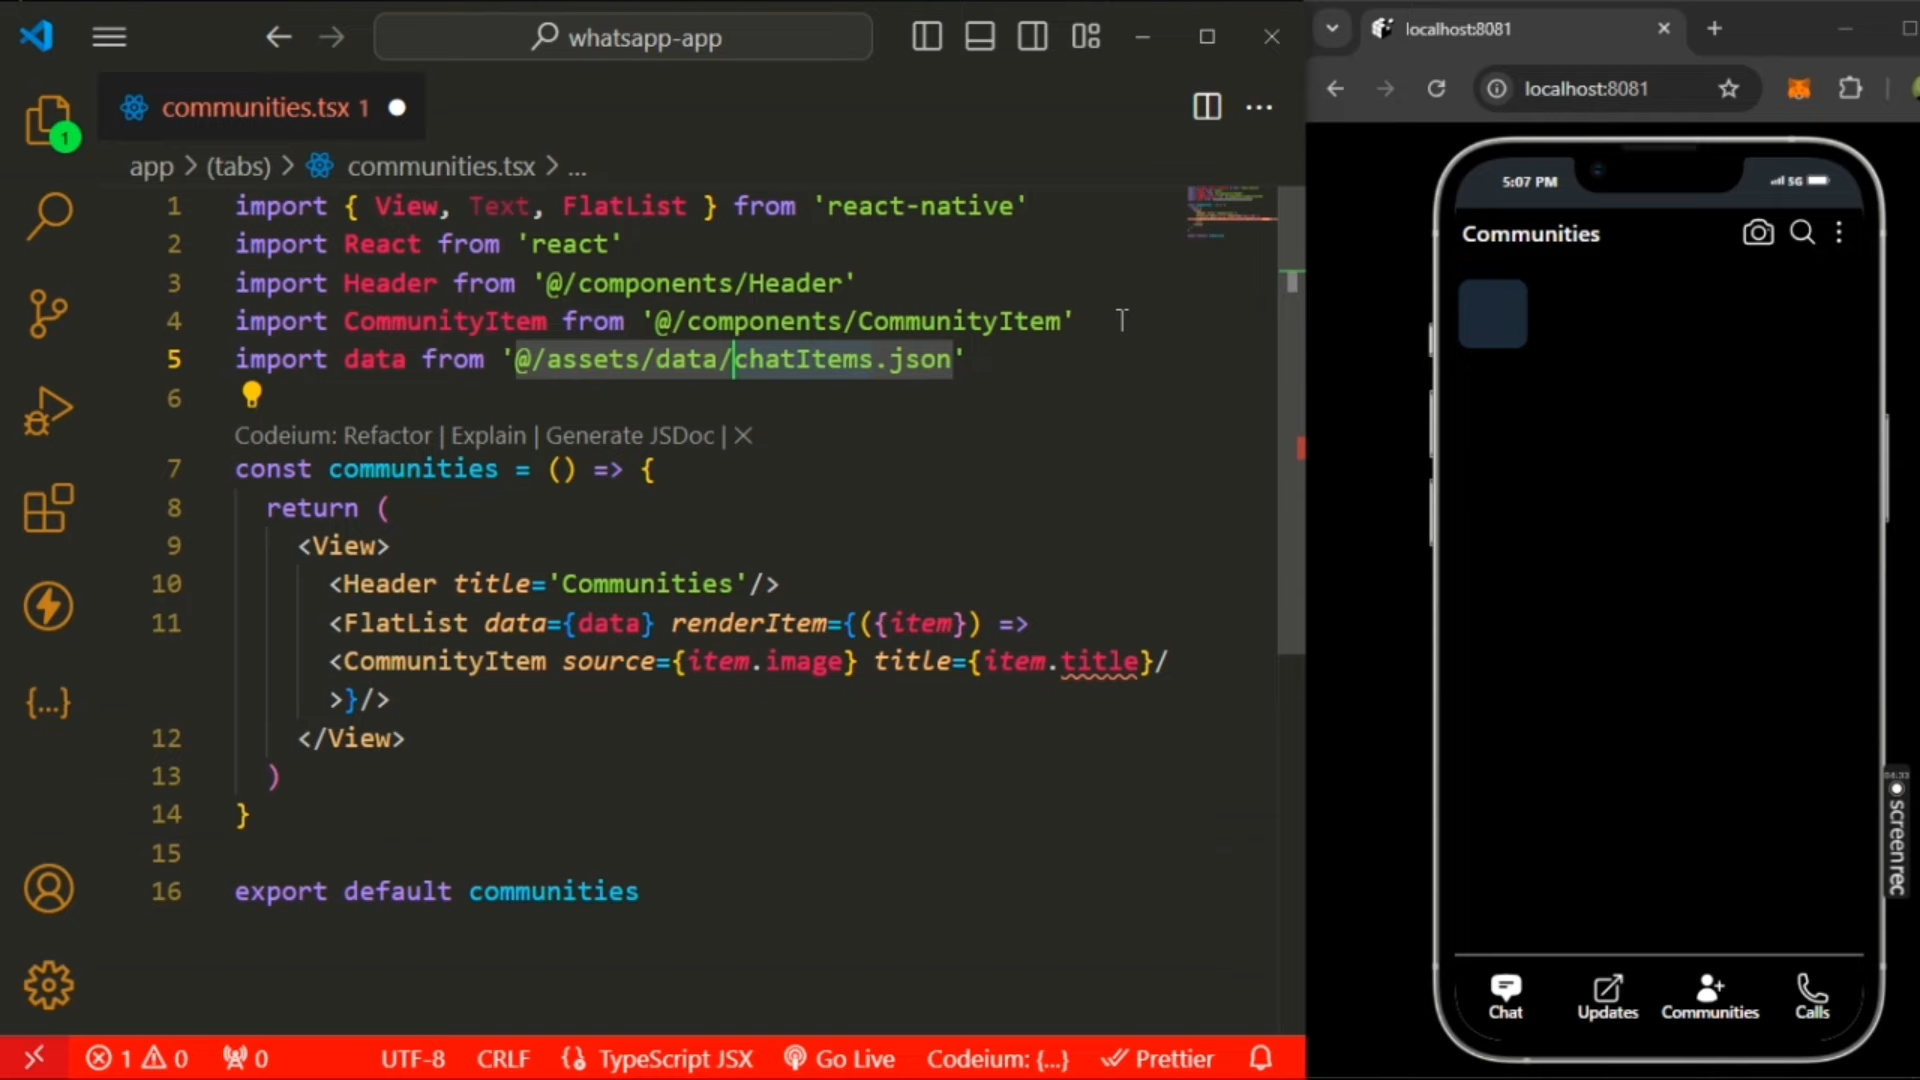 whatsapp-app
communities.tsx 1
app > (tabs) > communities.tsx > ...
1 import { View, Text, FlatList } from 'react-native'
2 import React from 'react'
3 import Header from '@/components/Header'
4 import CommunityItem from '@/components/CommunityItem'
5 import data from '@/assets/data/chatItems.json'
6
Codeium: Refactor | Explain | Generate JSDoc | ×
7 const communities = () => {
8 return (
9 <View>
10 <Header title='Communities'/>
11 <FlatList data={data} renderItem={({item}) =>
<CommunityItem source={item.image} title={item.title}/
>}/>
12 </View>
13 )
14 }
15
16 export default communities
1
{...}
1 0 0 UTF-8 CRLF TypeScript JSX Go Live Codeium: {...} Prettier
localhost:8081
localhost:8081
5:07 PM 5G
Communities
Chat Updates Communities Calls
04:33
screenrec